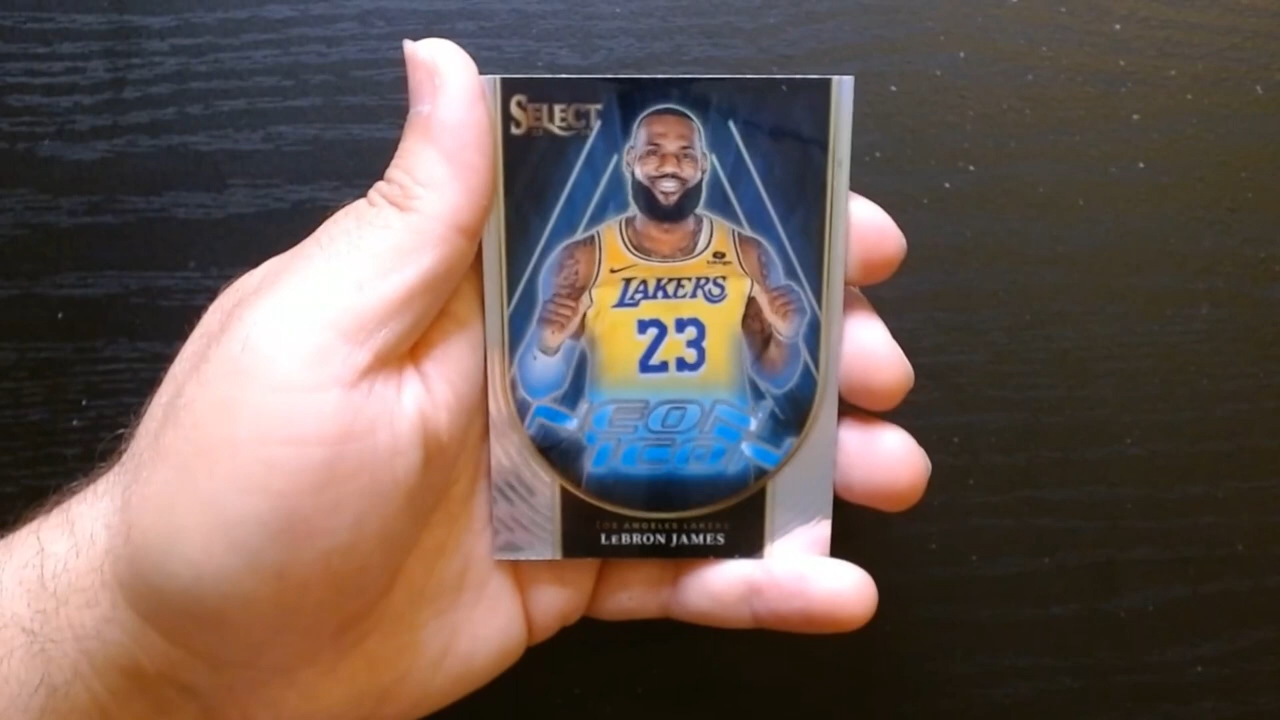 SELECT
LAKERS
23
NEON
ICON
LOS ANGELES LAKERS
LEBRON JAMES